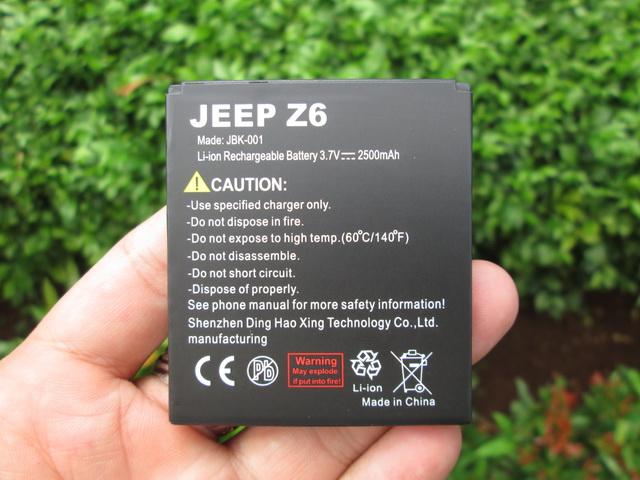 JEEP Z6
Made: JBK-001
Li-ion Rechargeable Battery 3.7V⎓2500mAh
CAUTION:
-Use specified charger only.
-Do not dispose in fire.
-Do not expose to high temp.(60℃/140℉)
-Do not disassemble.
-Do not short circuit.
-Dispose of properly.
See phone manual for more safety information!
Shenzhen Ding Hao Xing Technology Co.,Ltd.
manufacturing
CE Pb
Warning
May explode
if put into fire!
Li-ion
Made in China